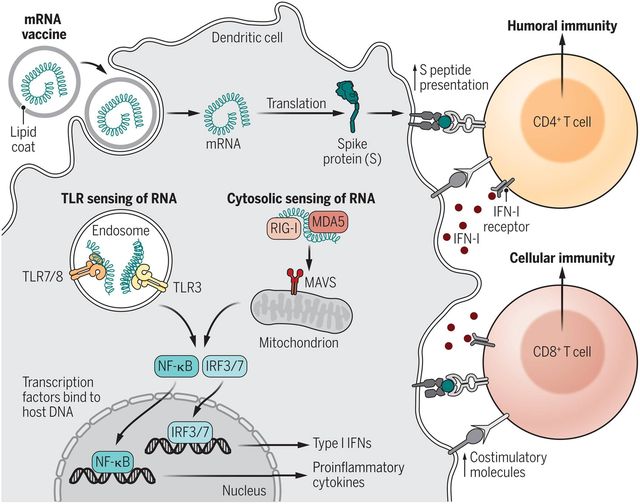 mRNA
vaccine
Lipid
coat
Dendritic cell
mRNA
Translation
Spike
protein (S)
↑ S peptide
presentation
Humoral immunity
CD4⁺ T cell
IFN-I
receptor
IFN-I
TLR sensing of RNA
Endosome
TLR7/8
TLR3
Cytosolic sensing of RNA
RIG-I
MDA5
MAVS
Mitochondrion
Cellular immunity
CD8⁺ T cell
↑ Costimulatory
molecules
NF-κB
IRF3/7
Transcription
factors bind to
host DNA
IRF3/7
NF-κB
Type I IFNs
Proinflammatory
cytokines
Nucleus